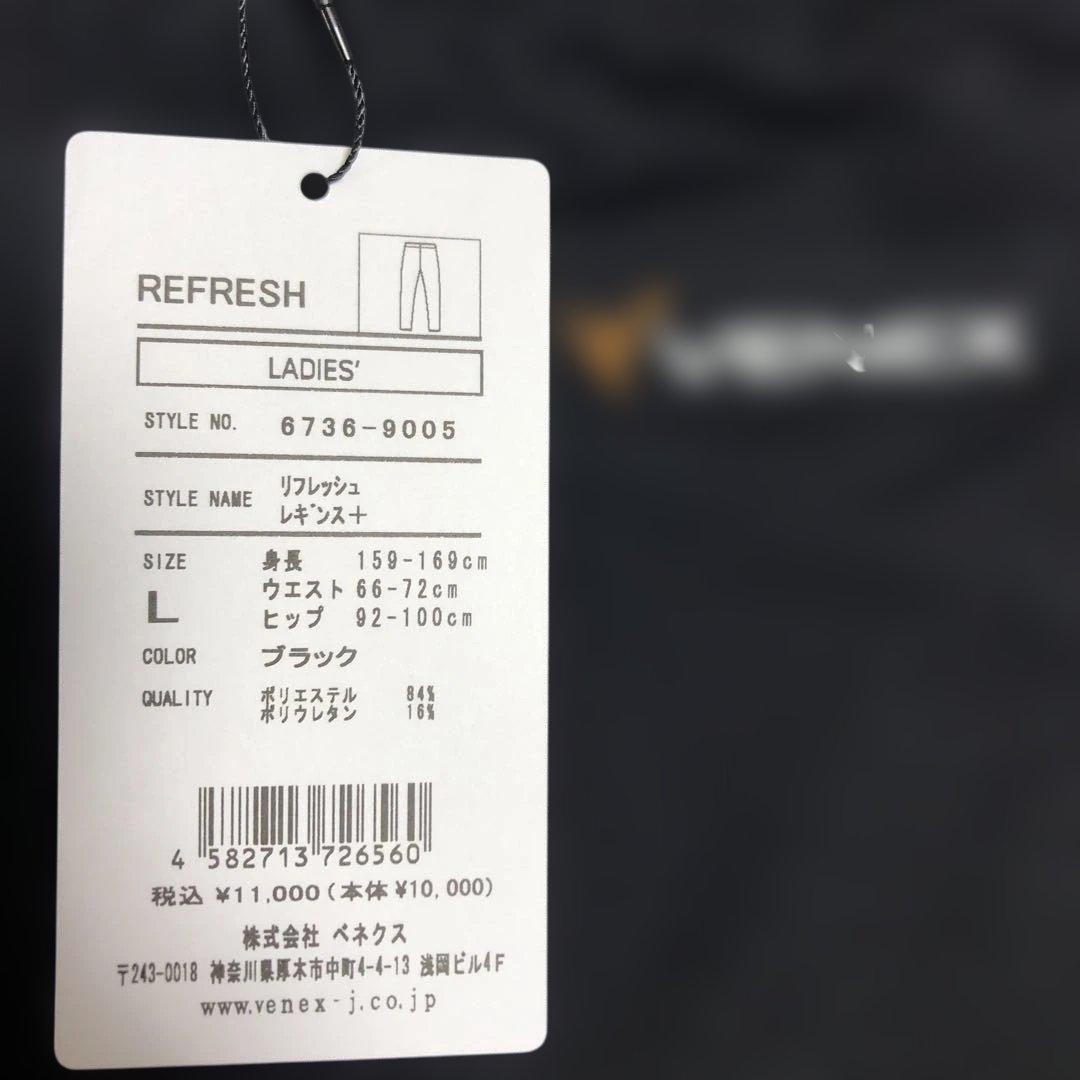 REFRESH
LADIES'
STYLE NO. 6736-9005
STYLE NAME リフレッシュ
レギンス＋
SIZE 身長 159-169cm
L ウエスト 66-72cm
ヒップ 92-100cm
COLOR ブラック
QUALITY ポリエステル 84%
ポリウレタン 16%
4 582713 726560
税込 ¥11,000(本体 ¥10,000)
株式会社 ベネクス
〒243-0018 神奈川県厚木市中町4-4-13 浅岡ビル4F
www.venex-j.co.jp
VENEX